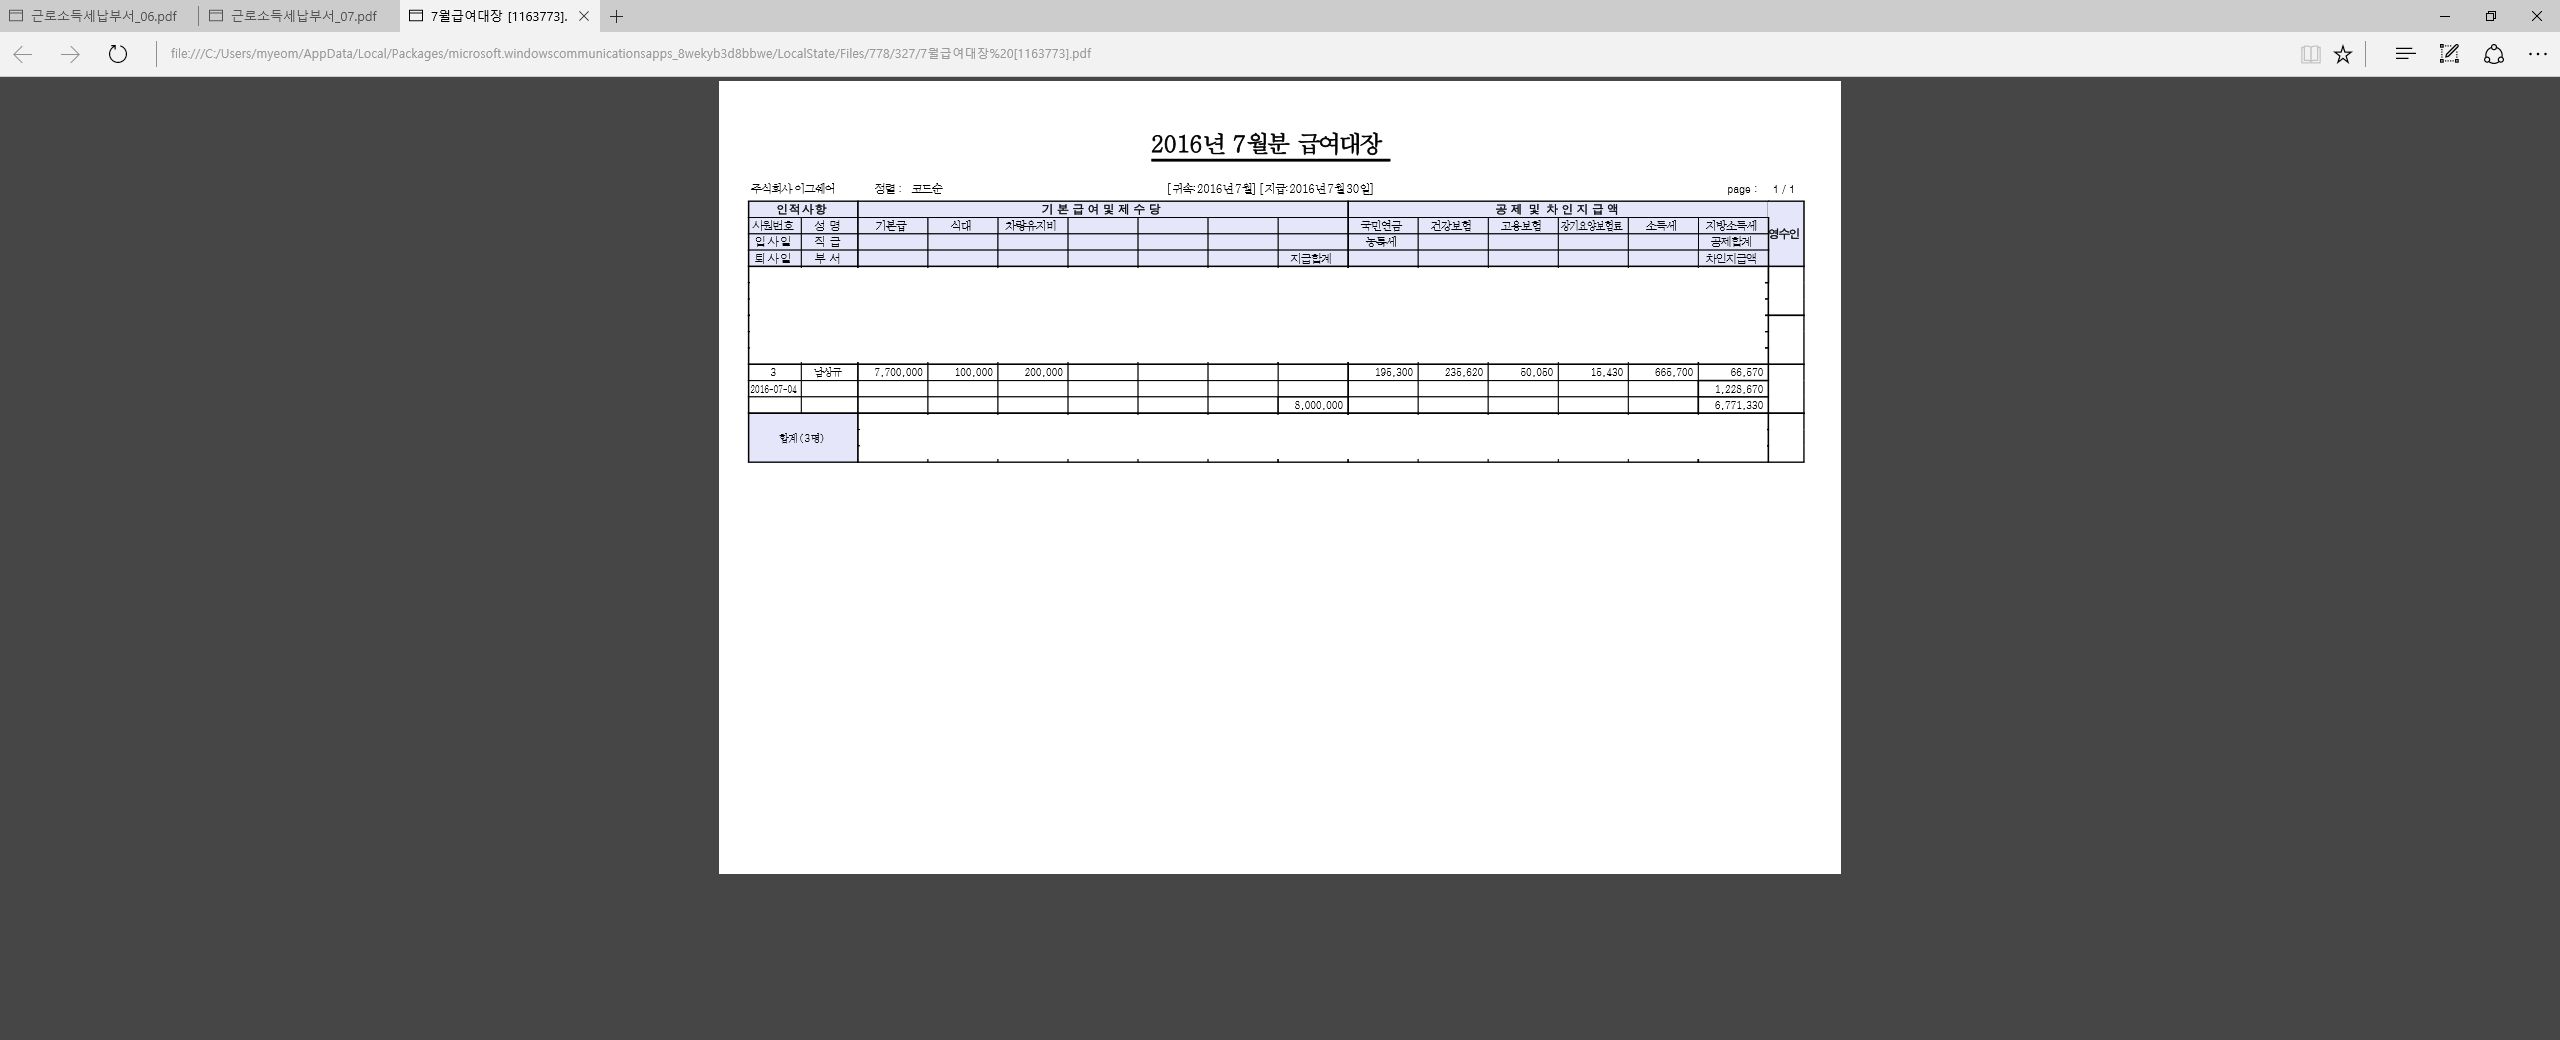 근로소득세납부서_06.pdf 근로소득세납부서_07.pdf 7월급여대장 [1163773].
file:///C:/Users/myeom/AppData/Local/Packages/microsoft.windowscommunicationsapps_8wekyb3d8bbwe/LocalState/Files/778/327/7월급여대장%20[1163773].pdf
2016년 7월분 급여대장
주식회사 이그쉐어 정렬 : 코드순 [귀속:2016년7월] [지급:2016년7월30일] page : 1 / 1
인적사항 기본급여및제수당 공제 및 차인지급액 영수인
사원번호 성 명 기본급 식대 차량유지비 국민연금 건강보험 고용보험 장기요양보험료 소득세 지방소득세
입사일 직 급 농특세 공제합계
퇴사일 부 서 지급합계 차인지급액
3 남상규 7,700,000 100,000 200,000 195,300 235,620 50,050 15,430 665,700 66,570
2016-07-04 1,228,670
8,000,000 6,771,330
합계(3명)